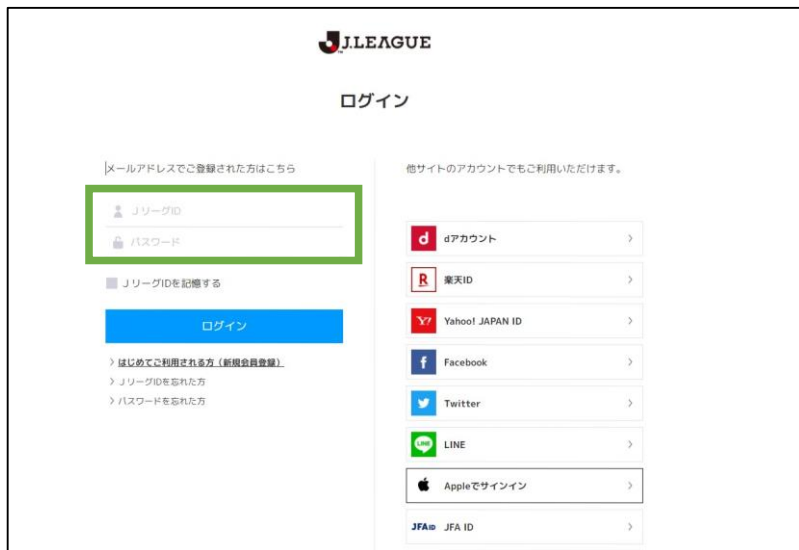 J.LEAGUE
ログイン
メールアドレスでご登録された方はこちら
JリーグID
パスワード
JリーグIDを記憶する
ログイン
はじめてご利用される方(新規会員登録)
JリーグIDを忘れた方
パスワードを忘れた方
他サイトのアカウントでもご利用いただけます。
d dアカウント
R 楽天ID
Y? Yahoo! JAPAN ID
f Facebook
Twitter
LINE LINE
Appleでサインイン
JFAID JFA ID